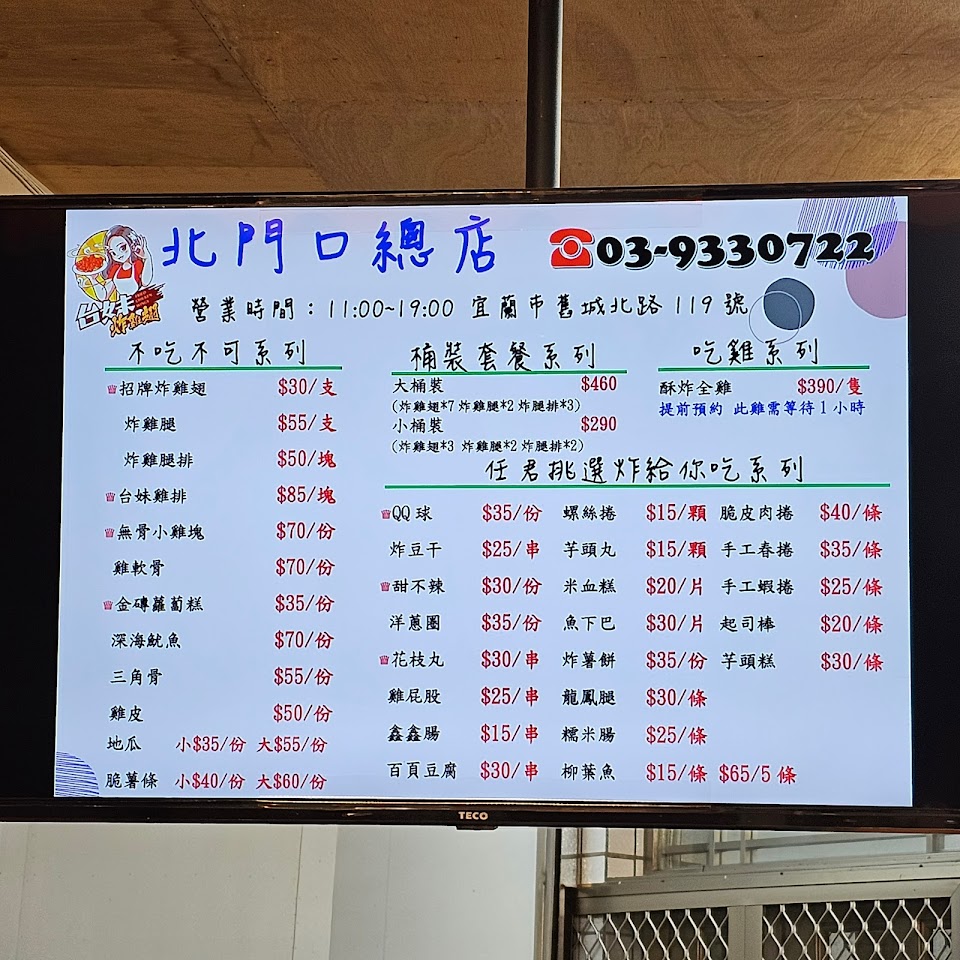 北門口總店 ☎03-9330722
台妹炸雞翅
營業時間：11:00~19:00 宜蘭市舊城北路 119 號
不吃不可系列
招牌炸雞翅 $30/支
炸雞腿 $55/支
炸雞腿排 $50/塊
台妹雞排 $85/塊
無骨小雞塊 $70/份
雞軟骨 $70/份
金磚蘿蔔糕 $35/份
深海魷魚 $70/份
三角骨 $55/份
雞皮 $50/份
地瓜 小$35/份 大$55/份
脆薯條 小$40/份 大$60/份
桶裝套餐系列
大桶裝 $460
(炸雞翅*7 炸雞腿*2 炸腿排*3)
小桶裝 $290
(炸雞翅*3 炸雞腿*2 炸腿排*2)
吃雞系列
酥炸全雞 $390/隻
提前預約 此雞需等待1小時
任君挑選炸給你吃系列
QQ球 $35/份 螺絲捲 $15/顆 脆皮肉捲 $40/條
炸豆干 $25/串 芋頭丸 $15/顆 手工春捲 $35/條
甜不辣 $30/份 米血糕 $20/片 手工蝦捲 $25/條
洋蔥圈 $35/份 魚下巴 $30/片 起司棒 $20/條
花枝丸 $30/串 炸薯餅 $35/份 芋頭糕 $30/條
雞屁股 $25/串 龍鳳腿 $30/條
鑫鑫腸 $15/串 糯米腸 $25/條
百頁豆腐 $30/串 柳葉魚 $15/條 $65/5 條
TECO